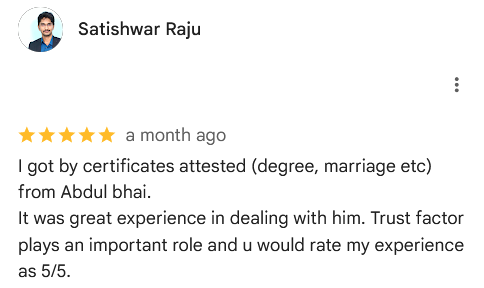 Satishwar Raju
a month ago
I got by certificates attested (degree, marriage etc)
from Abdul bhai.
It was great experience in dealing with him. Trust factor
plays an important role and u would rate my experience
as 5/5.